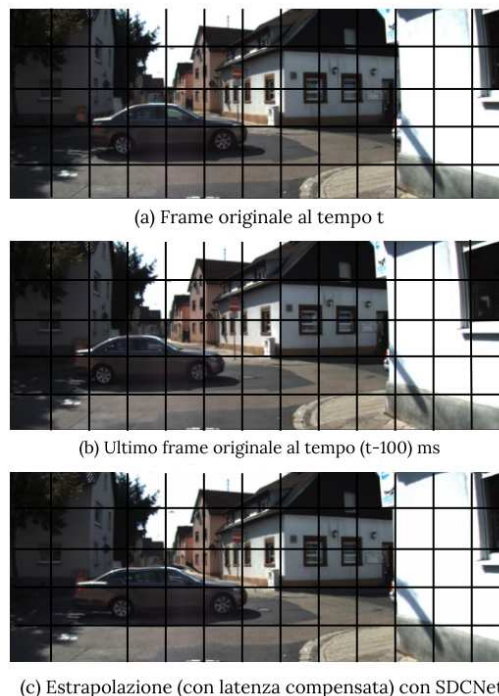 (a) Frame originale al tempo t
(b) Ultimo frame originale al tempo (t-100) ms
(c) Estrapolazione (con latenza compensata) con SDCNet